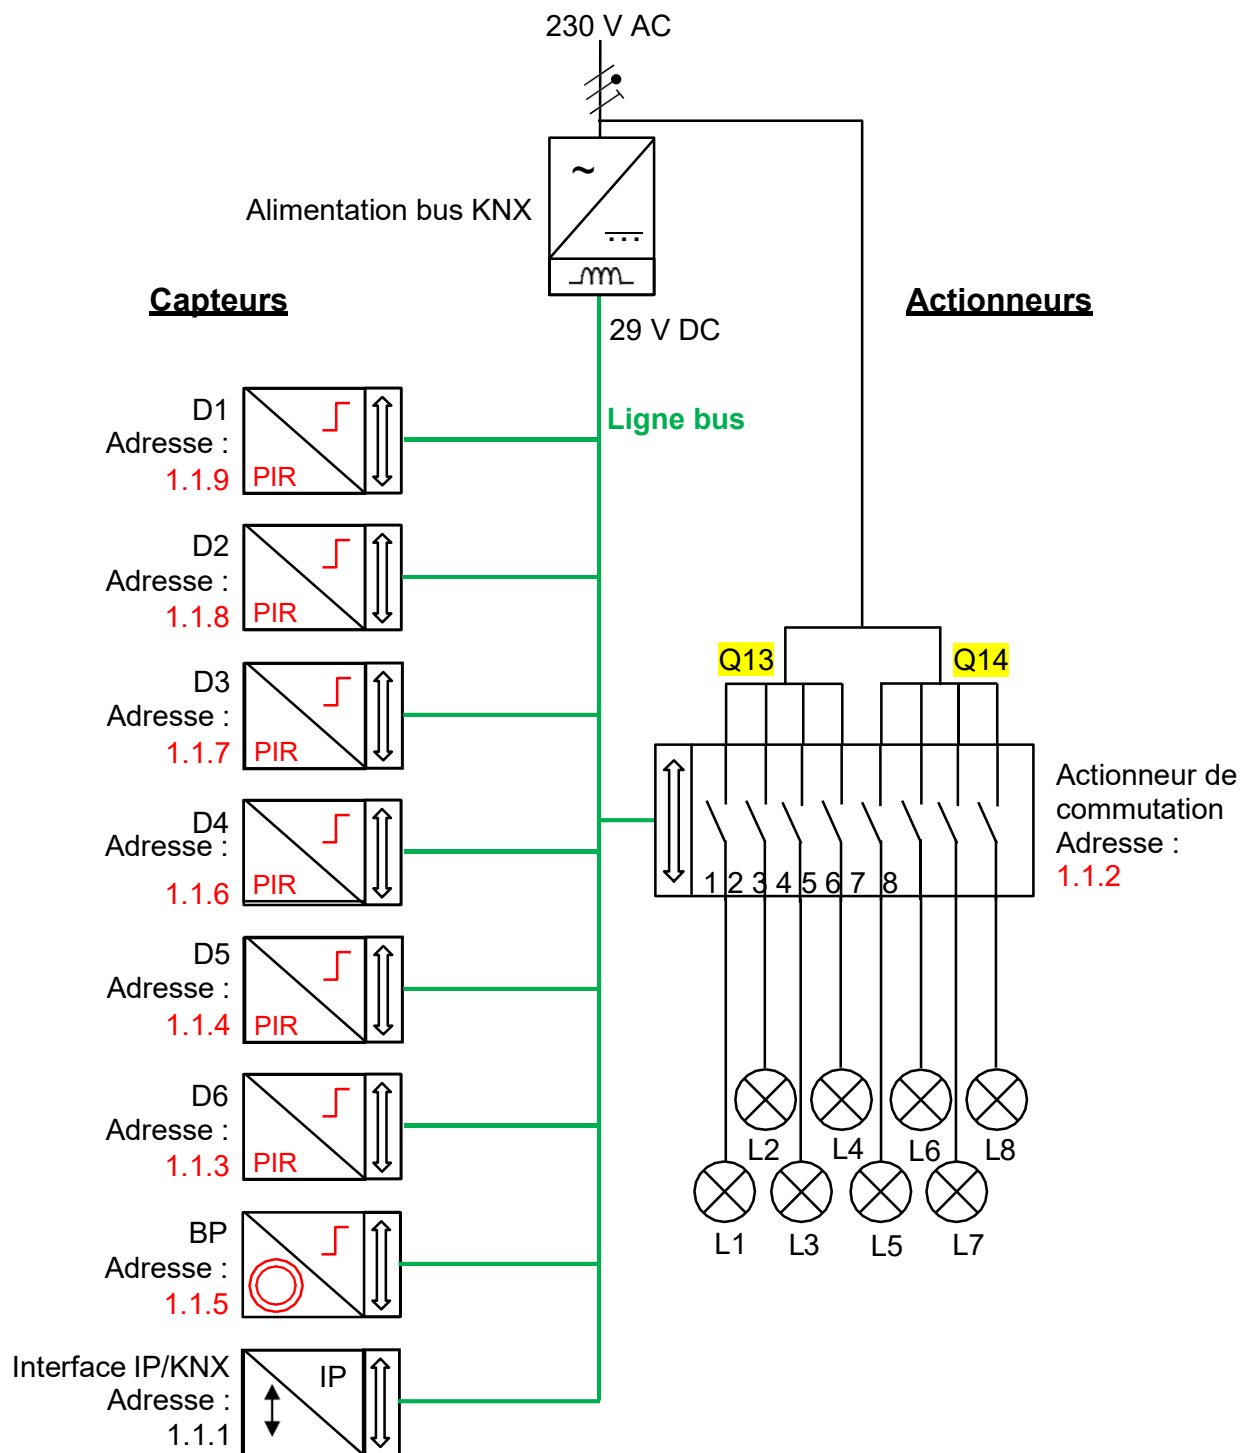 230 V AC
~
Alimentation bus KNX
Capteurs
Actionneurs
29 V DC
Ligne bus
D1
Adresse :
1.1.9
PIR
D2
Adresse :
1.1.8
PIR
D3
Adresse :
1.1.7
PIR
D4
Adresse :
1.1.6
PIR
D5
Adresse :
1.1.4
PIR
D6
Adresse :
1.1.3
PIR
BP
Adresse :
1.1.5
Interface IP/KNX
Adresse :
1.1.1
IP
Q13
Q14
Actionneur de
commutation
Adresse :
1.1.2
1 2 3 4 5 6 7 8
L2 L4 L6 L8
L1 L3 L5 L7